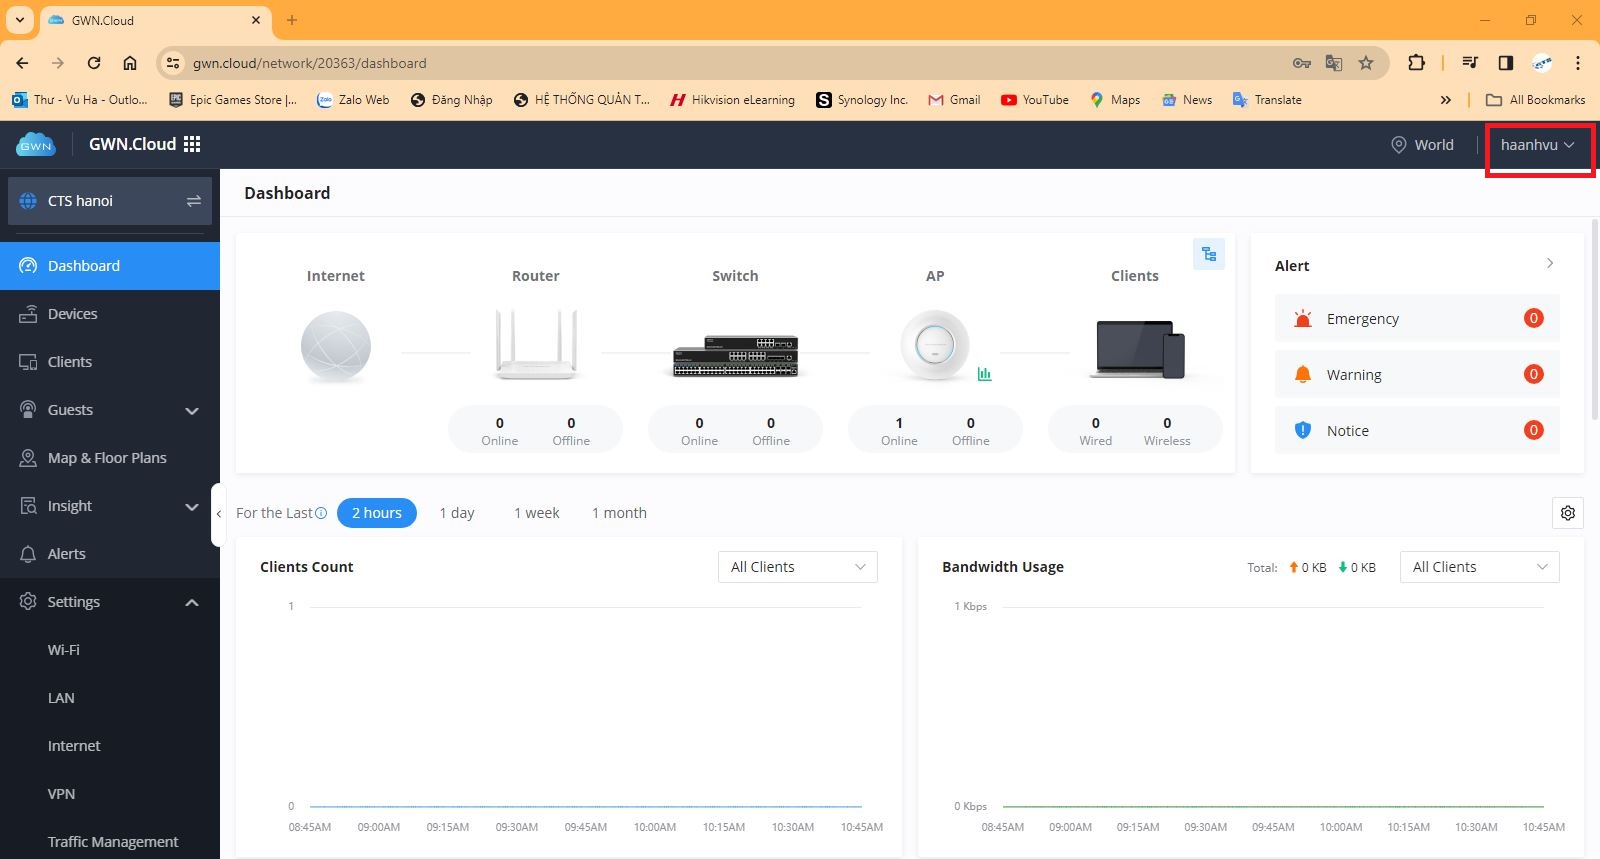 GWN.Cloud
gwn.cloud/network/20363/dashboard
Thư - Vu Ha - Outlo...
Epic Games Store |...
Zalo Web
Đăng Nhập
HỆ THỐNG QUẢN T...
Hikvision eLearning
Synology Inc.
Gmail
YouTube
Maps
News
Translate
All Bookmarks
GWN
GWN.Cloud
World
haanhvu
CTS hanoi
Dashboard
Devices
Clients
Guests
Map & Floor Plans
Insight
Alerts
Settings
Wi-Fi
LAN
Internet
VPN
Traffic Management
Dashboard
Internet
Router
Switch
AP
Clients
0 0
Online Offline
0 0
Online Offline
1 0
Online Offline
0 0
Wired Wireless
Alert
Emergency 0
Warning 0
Notice 0
For the Last 2 hours 1 day 1 week 1 month
Clients Count
All Clients
1
0
08:45AM 09:00AM 09:15AM 09:30AM 09:45AM 10:00AM 10:15AM 10:30AM 10:45AM
Bandwidth Usage
Total: 0 KB 0 KB
All Clients
1 Kbps
0 Kbps
08:45AM 09:00AM 09:15AM 09:30AM 09:45AM 10:00AM 10:15AM 10:30AM 10:45AM